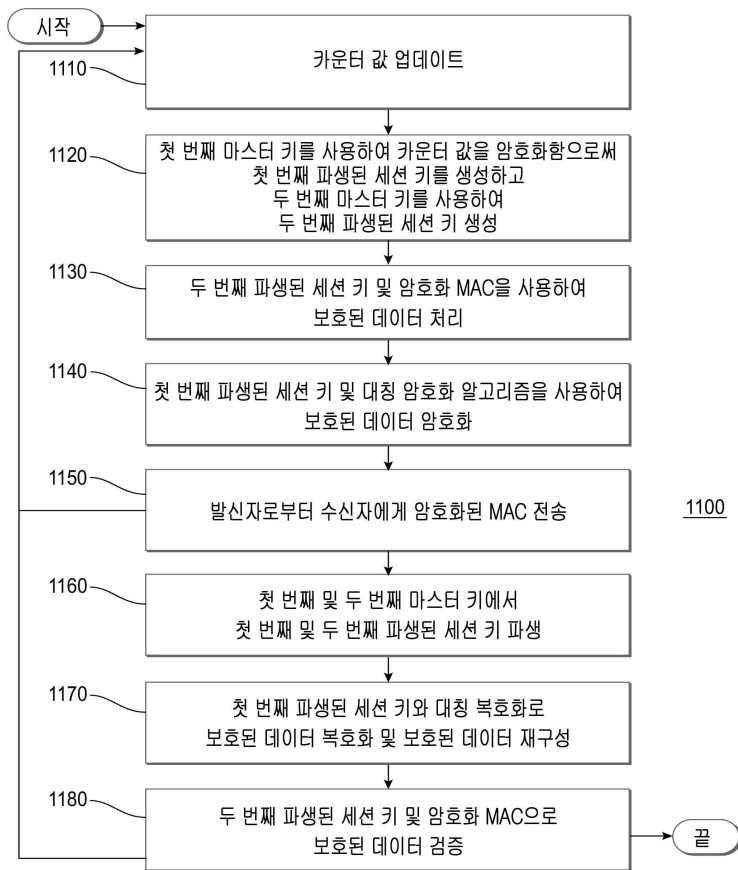 시작
카운터 값 업데이트
1110
첫 번째 마스터 키를 사용하여 카운터 값을 암호화함으로써
첫 번째 파생된 세션 키를 생성하고
두 번째 마스터 키를 사용하여
두 번째 파생된 세션 키 생성
1120
두 번째 파생된 세션 키 및 암호화 MAC을 사용하여
보호된 데이터 처리
1130
첫 번째 파생된 세션 키 및 대칭 암호화 알고리즘을 사용하여
보호된 데이터 암호화
1140
발신자로부터 수신자에게 암호화된 MAC 전송
1150
1100
첫 번째 및 두 번째 마스터 키에서
첫 번째 및 두 번째 파생된 세션 키 파생
1160
첫 번째 파생된 세션 키와 대칭 복호화로
보호된 데이터 복호화 및 보호된 데이터 재구성
1170
두 번째 파생된 세션 키 및 암호화 MAC으로
보호된 데이터 검증
1180
끝